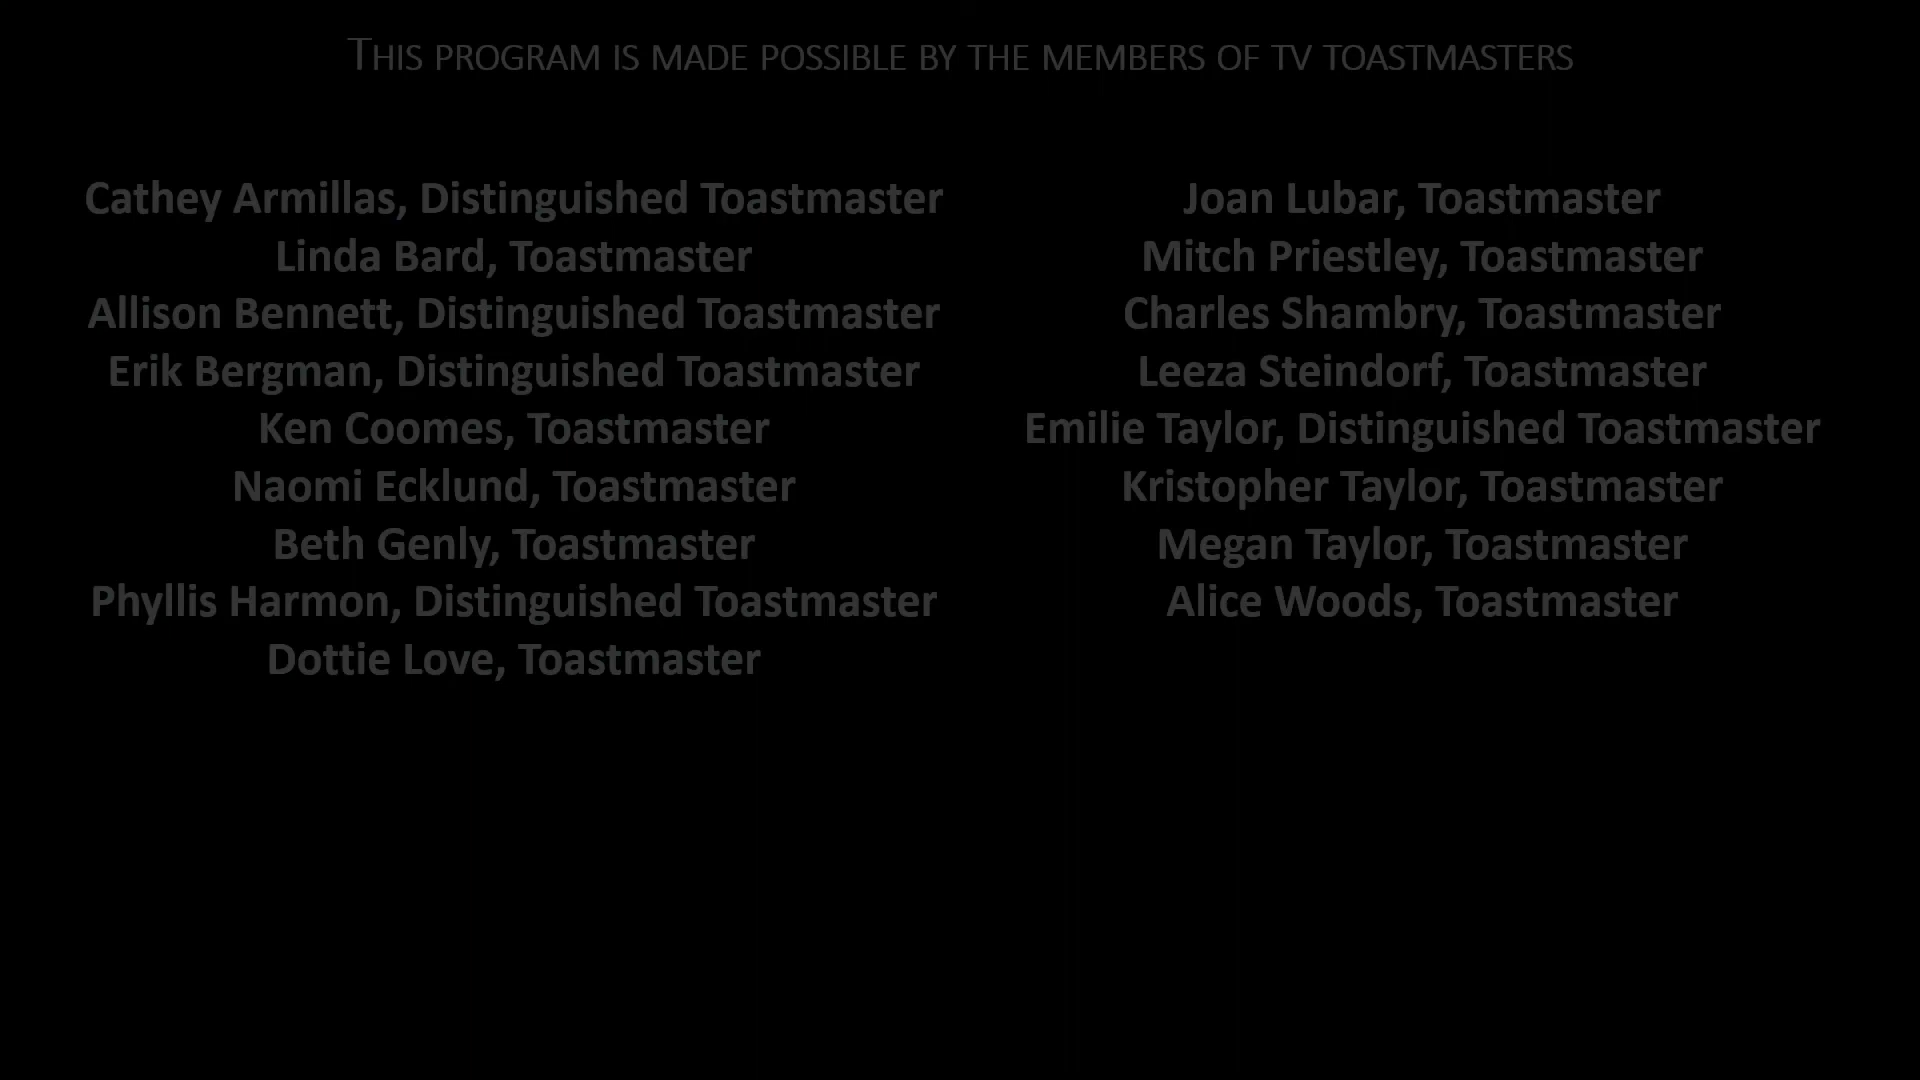 This program is made possible by the members of TV Toastmasters
Cathey Armillas, Distinguished Toastmaster
Linda Bard, Toastmaster
Allison Bennett, Distinguished Toastmaster
Erik Bergman, Distinguished Toastmaster
Ken Coomes, Toastmaster
Naomi Ecklund, Toastmaster
Beth Genly, Toastmaster
Phyllis Harmon, Distinguished Toastmaster
Dottie Love, Toastmaster
Joan Lubar, Toastmaster
Mitch Priestley, Toastmaster
Charles Shambry, Toastmaster
Leeza Steindorf, Toastmaster
Emilie Taylor, Distinguished Toastmaster
Kristopher Taylor, Toastmaster
Megan Taylor, Toastmaster
Alice Woods, Toastmaster